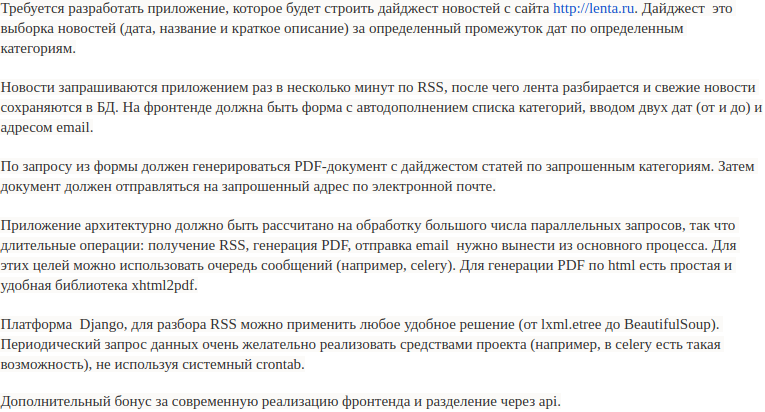 Требуется разработать приложение, которое будет строить дайджест новостей с сайта http://lenta.ru. Дайджест  это
выборка новостей (дата, название и краткое описание) за определенный промежуток дат по определенным
категориям.
Новости запрашиваются приложением раз в несколько минут по RSS, после чего лента разбирается и свежие новости
сохраняются в БД. На фронтенде должна быть форма с автодополнением списка категорий, вводом двух дат (от и до) и
адресом email.
По запросу из формы должен генерироваться PDF-документ с дайджестом статей по запрошенным категориям. Затем
документ должен отправляться на запрошенный адрес по электронной почте.
Приложение архитектурно должно быть рассчитано на обработку большого числа параллельных запросов, так что
длительные операции: получение RSS, генерация PDF, отправка email  нужно вынести из основного процесса. Для
этих целей можно использовать очередь сообщений (например, celery). Для генерации PDF по html есть простая и
удобная библиотека xhtml2pdf.
Платформа  Django, для разбора RSS можно применить любое удобное решение (от lxml.etree до BeautifulSoup).
Периодический запрос данных очень желательно реализовать средствами проекта (например, в celery есть такая
возможность), не используя системный crontab.
Дополнительный бонус за современную реализацию фронтенда и разделение через api.